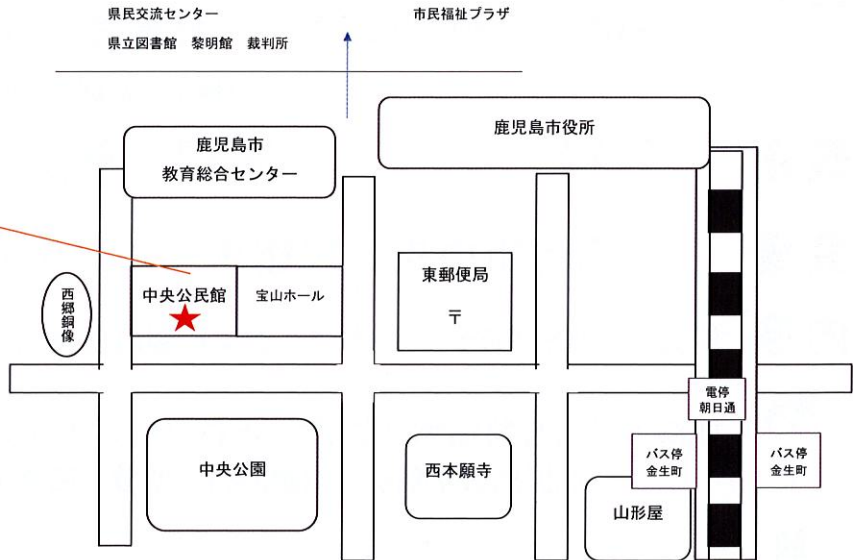 県民交流センター
市民福祉プラザ
県立図書館 黎明館 裁判所
鹿児島市
教育総合センター
鹿児島市役所
西郷銅像
中央公民館
宝山ホール
東郵便局
〒
電停
朝日通
中央公園
西本願寺
バス停
金生町
バス停
金生町
山形屋